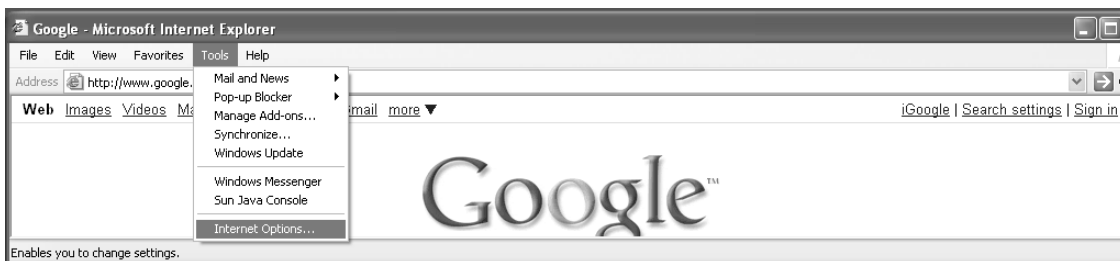 Google - Microsoft Internet Explorer
File Edit View Favorites Tools Help
Address http://www.google.
Mail and News
Pop-up Blocker
Manage Add-ons...
Synchronize...
Windows Update
Windows Messenger
Sun Java Console
Internet Options...
Web Images Videos more ▼ iGoogle | Search settings | Sign in
Google™
Enables you to change settings.